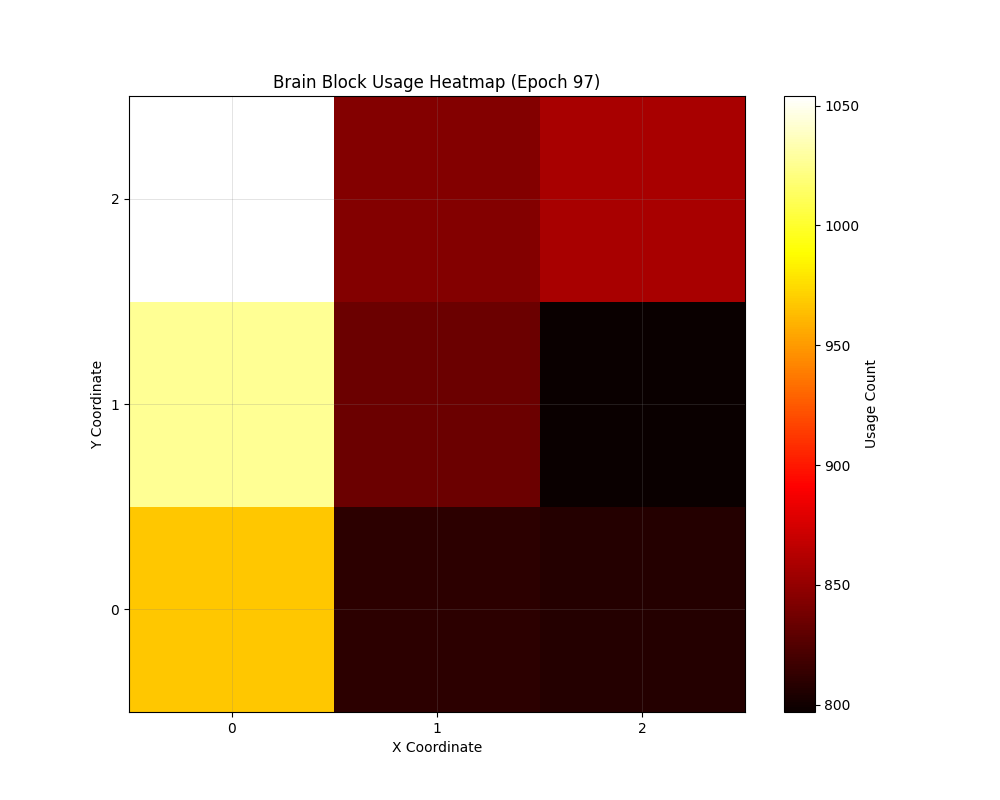 Brain Block Usage Heatmap (Epoch 97)
2
1
0
Y Coordinate
0 1 2
X Coordinate
1050
1000
950
900
850
800
Usage Count